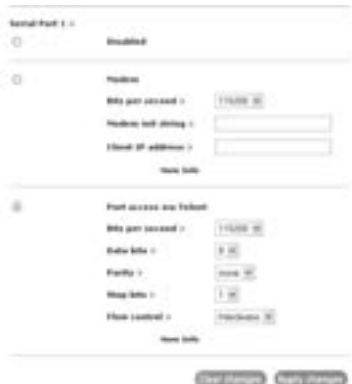 Serial Port 1 :
Disabled
Modem
Bits per second : 115200
Modem init string :
Client IP address :
More Info
Port access via Telnet
Bits per second : 115200
Data bits : 8
Parity : none
Stop bits : 1
Flow control : Hardware
More Info
Clear changes Apply changes